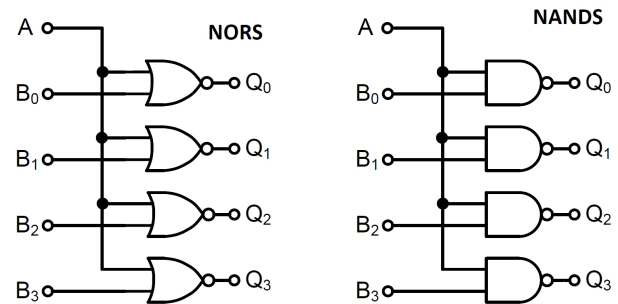 A
NORS
B₀
Q₀
B₁
Q₁
B₂
Q₂
B₃
Q₃
A
NANDS
B₀
Q₀
B₁
Q₁
B₂
Q₂
B₃
Q₃